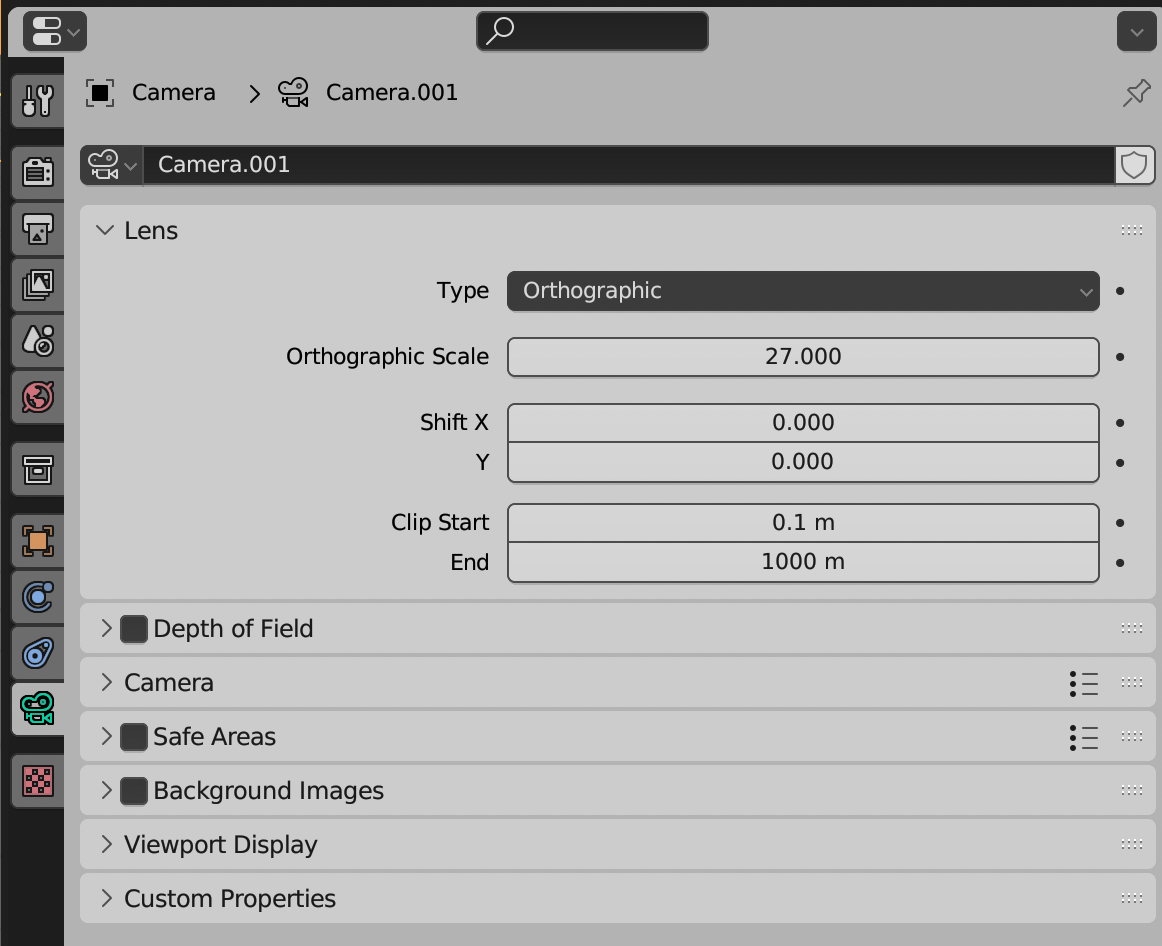 Camera Camera.001
Camera.001
Lens
Type Orthographic
Orthographic Scale 27.000
Shift X 0.000
Y 0.000
Clip Start 0.1 m
End 1000 m
Depth of Field
Camera
Safe Areas
Background Images
Viewport Display
Custom Properties